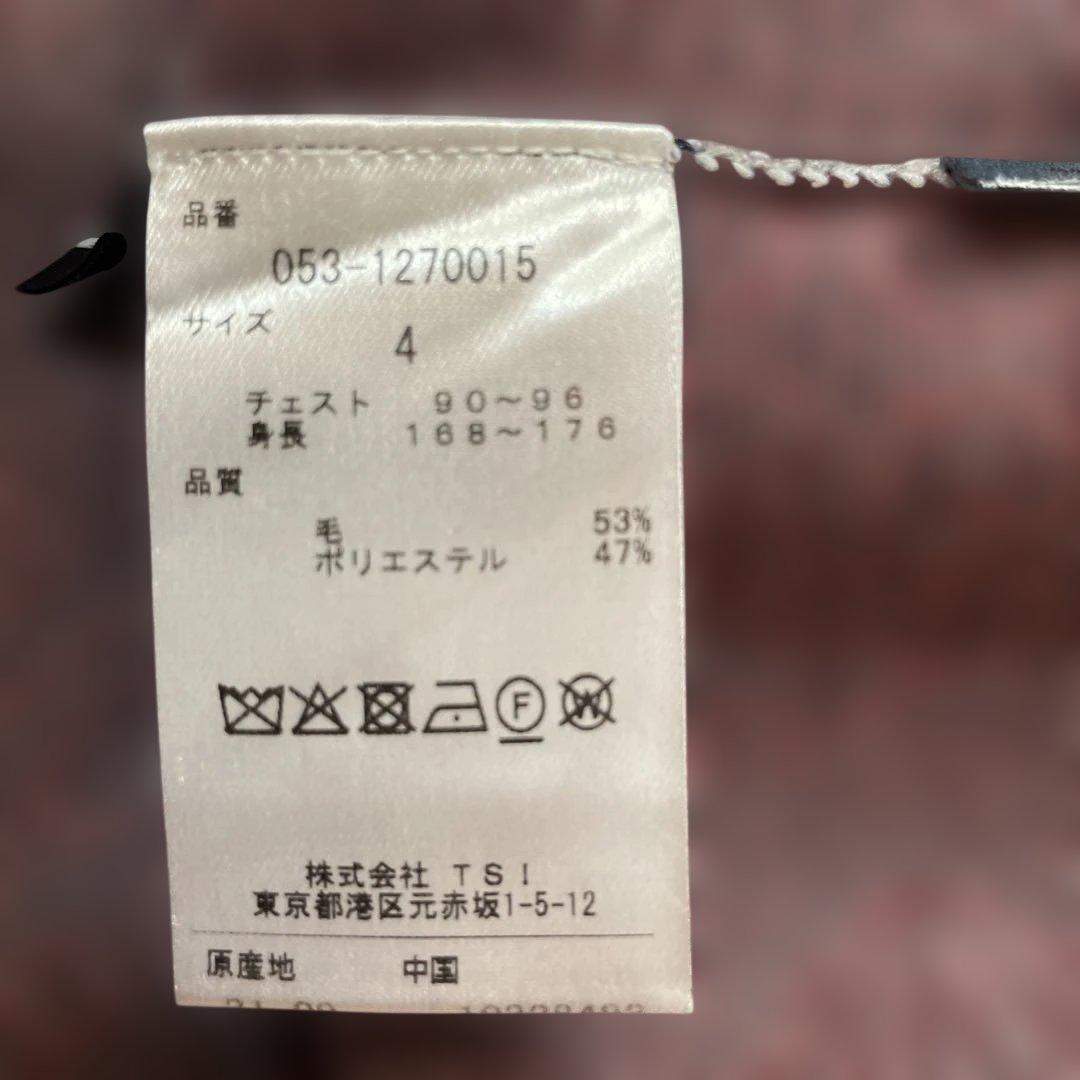 品番
053-1270015
サイズ
4
チェスト 90～96
身長 168～176
品質
毛 53%
ポリエステル 47%
F W
株式会社 TSI
東京都港区元赤坂1-5-12
原産地 中国